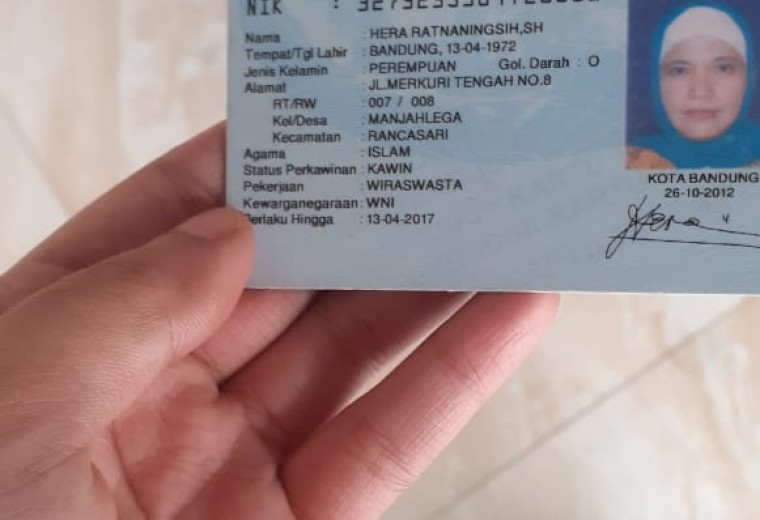 NIK :
Nama : HERA RATNANINGSIH,SH
Tempat/Tgl Lahir : BANDUNG, 13-04-1972
Jenis Kelamin : PEREMPUAN Gol. Darah : O
Alamat : JL.MERKURI TENGAH NO.8
RT/RW : 007 / 008
Kel/Desa : MANJAHLEGA
Kecamatan : RANCASARI
Agama : ISLAM
Status Perkawinan : KAWIN
Pekerjaan : WIRASWASTA
Kewarganegaraan : WNI
Berlaku Hingga : 13-04-2017
KOTA BANDUNG
26-10-2012
Hera